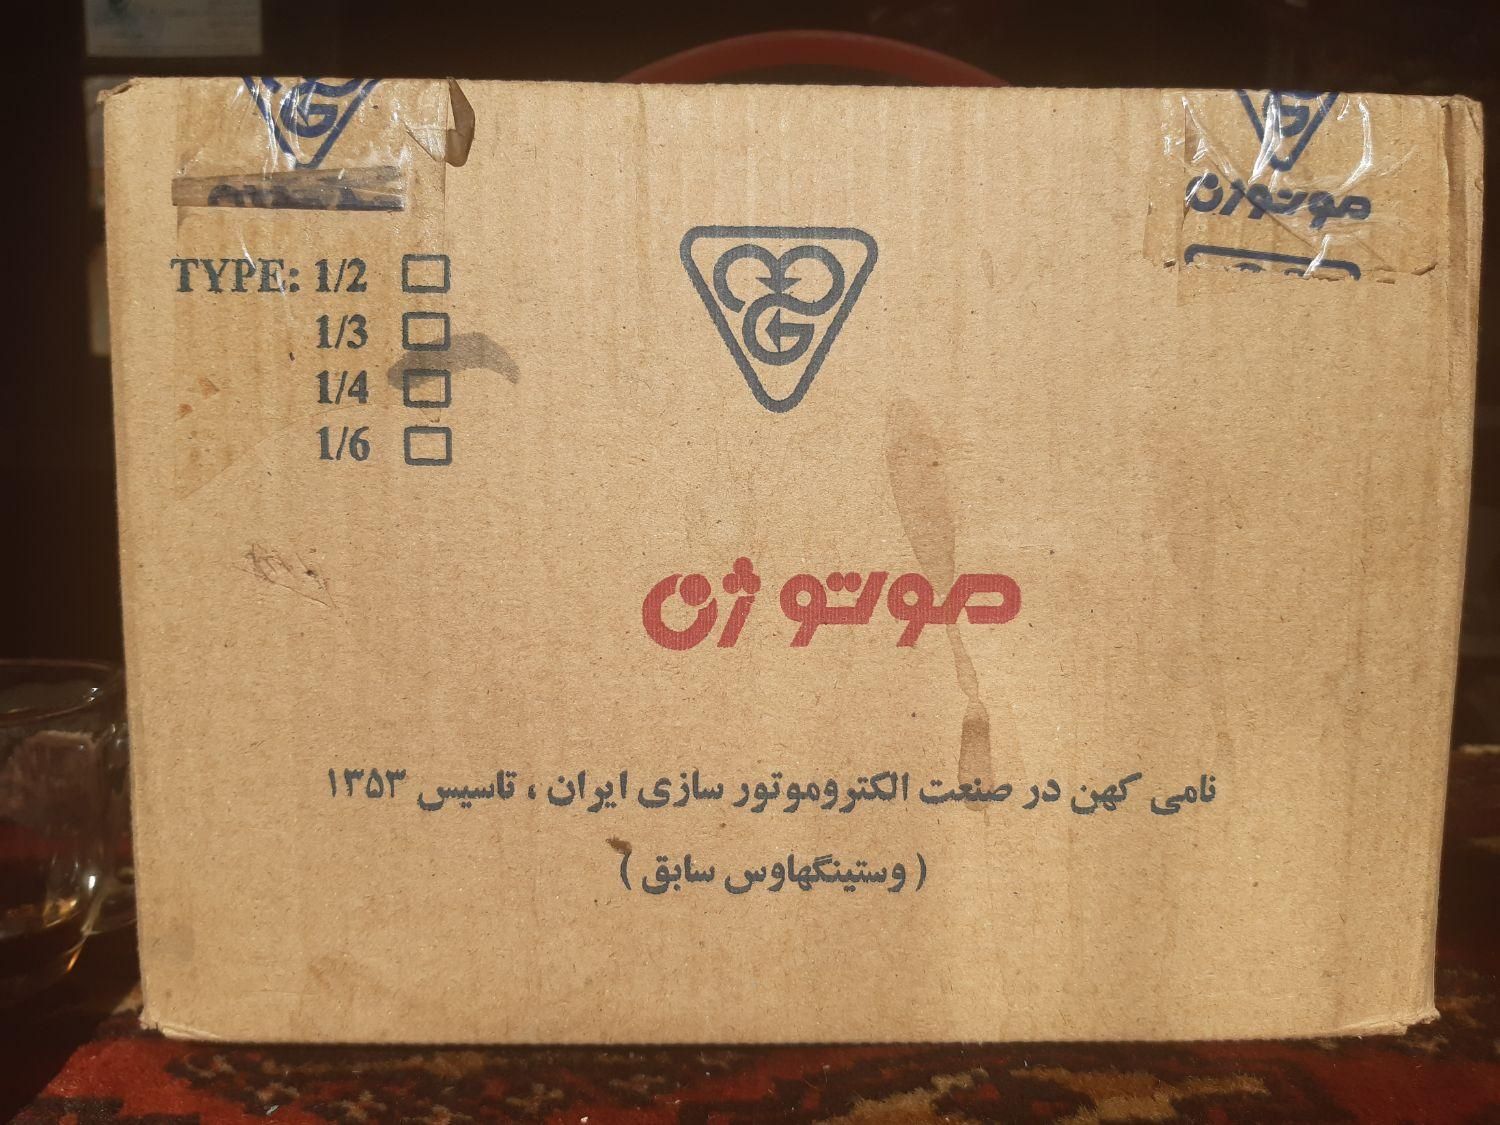 موتوژن
TYPE: 1/2
1/3
1/4
1/6
G
موتوژن
نامی کهن در صنعت الکتروموتور سازی ایران ، تاسیس ۱۳۵۳
( وستینگهاوس سابق )